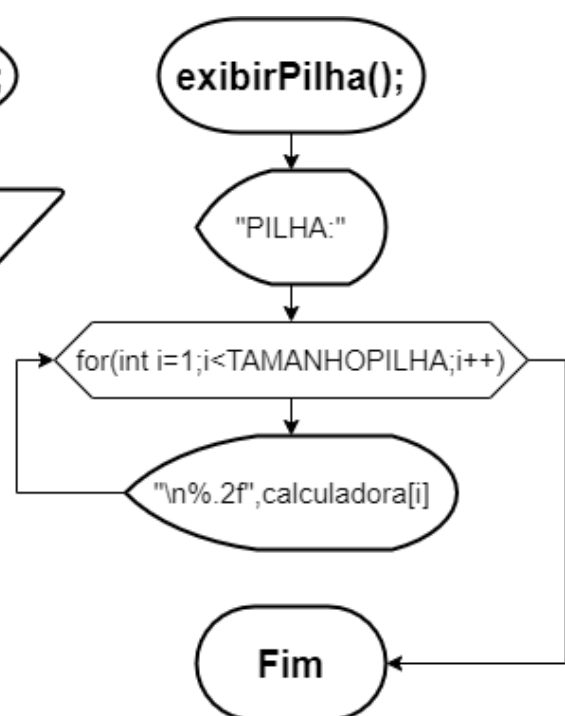 exibirPilha();
"PILHA:"
for(int i=1;i<TAMANHOPILHA;i++)
"\n%.2f",calculadora[i]
Fim